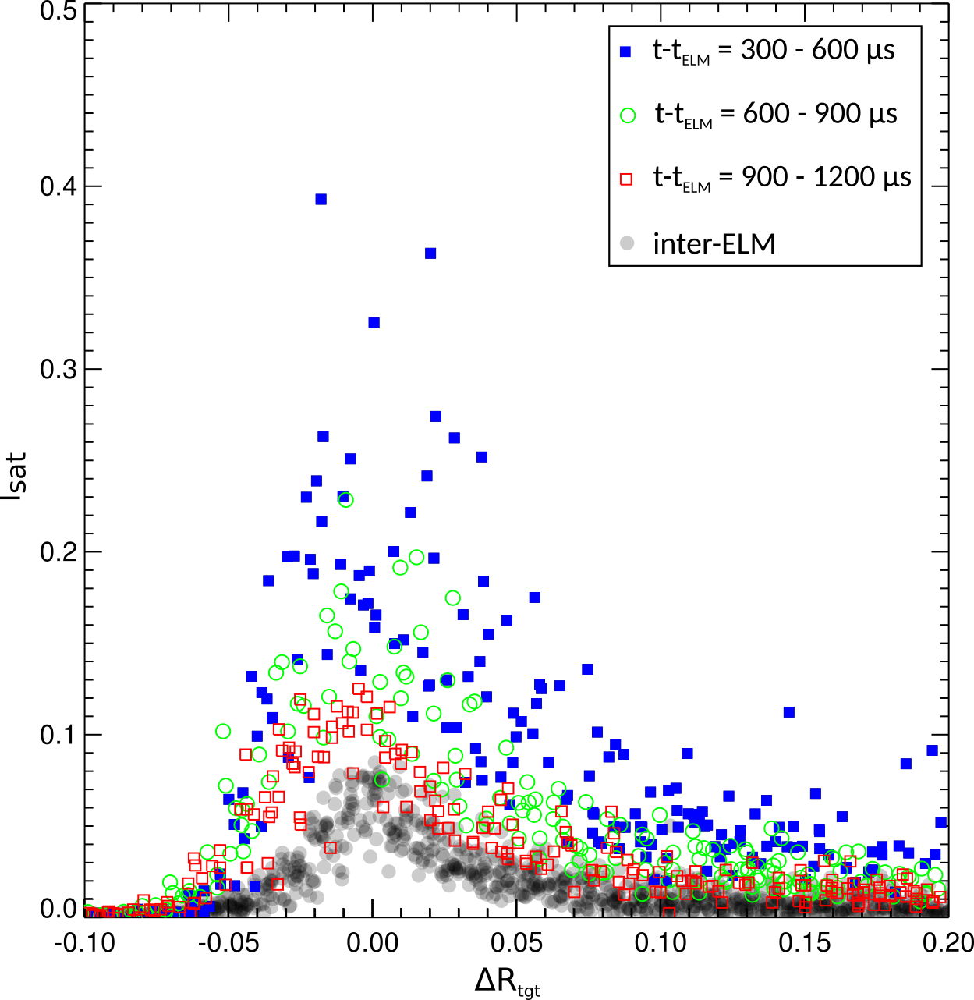 0.5
0.4
0.3
0.2
0.1
0.0
Isat
t-tELM = 300 - 600 µs
t-tELM = 600 - 900 µs
t-tELM = 900 - 1200 µs
inter-ELM
-0.10 -0.05 0.00 0.05 0.10 0.15 0.20
ΔRtgt